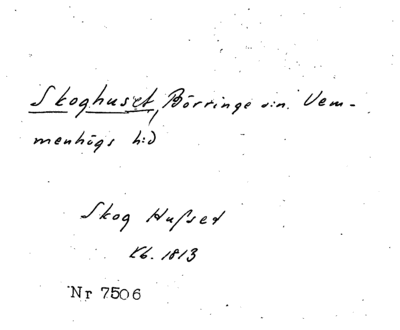 Skoghuset, Börringe s:n. Vem-
menhögs h:d
Skog Husset
Kb. 1813
Nr 7506